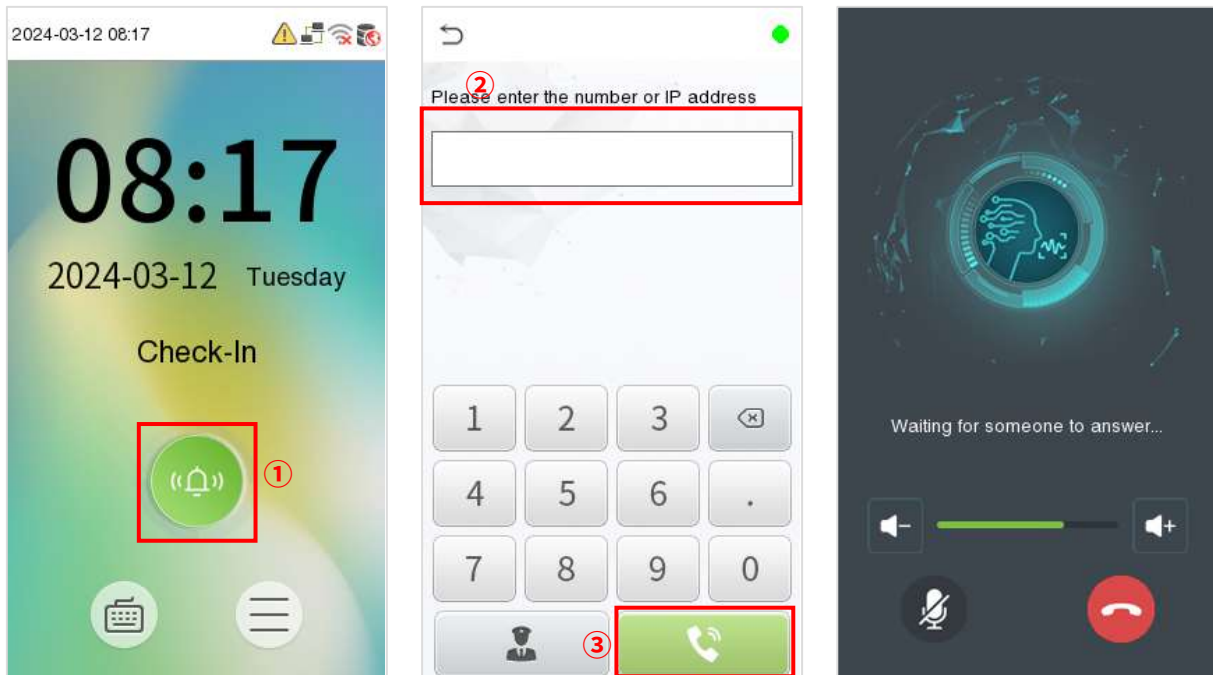 2024-03-12 08:17
08:17
2024-03-12 Tuesday
Check-In
①
②
Please enter the number or IP address
1 2 3
4 5 6 .
7 8 9 0
③
Waiting for someone to answer...